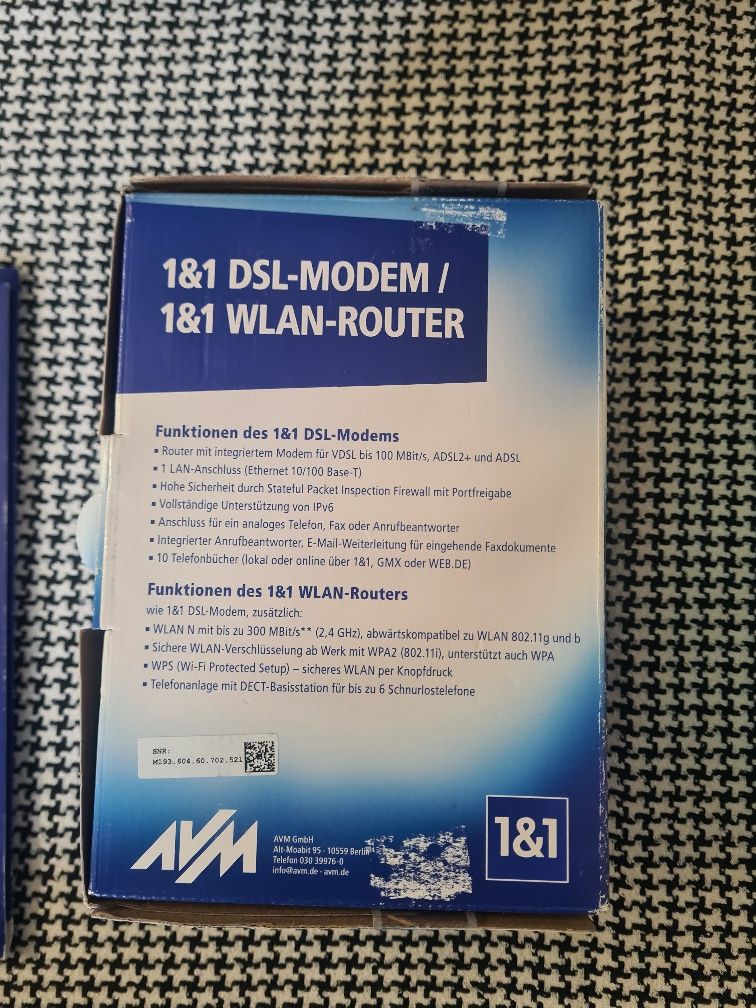 1&1 DSL-MODEM /
1&1 WLAN-ROUTER
Funktionen des 1&1 DSL-Modems
▪ Router mit integriertem Modem für VDSL bis 100 MBit/s, ADSL2+ und ADSL
▪ 1 LAN-Anschluss (Ethernet 10/100 Base-T)
▪ Hohe Sicherheit durch Stateful Packet Inspection Firewall mit Portfreigabe
▪ Vollständige Unterstützung von IPv6
▪ Anschluss für ein analoges Telefon, Fax oder Anrufbeantworter
▪ Integrierter Anrufbeantworter, E-Mail-Weiterleitung für eingehende Faxdokumente
▪ 10 Telefonbücher (lokal oder online über 1&1, GMX oder WEB.DE)
Funktionen des 1&1 WLAN-Routers
wie 1&1 DSL-Modem, zusätzlich:
▪ WLAN N mit bis zu 300 MBit/s** (2,4 GHz), abwärtskompatibel zu WLAN 802.11g und b
▪ Sichere WLAN-Verschlüsselung ab Werk mit WPA2 (802.11i), unterstützt auch WPA
▪ WPS (Wi-Fi Protected Setup) – sicheres WLAN per Knopfdruck
▪ Telefonanlage mit DECT-Basisstation für bis zu 6 Schnurlostelefone
SNR:
M193.604.60.702.521
AVM
AVM GmbH
Alt-Moabit 95 · 10559 Berlin
Telefon 030 39976-0
info@avm.de · avm.de
1&1